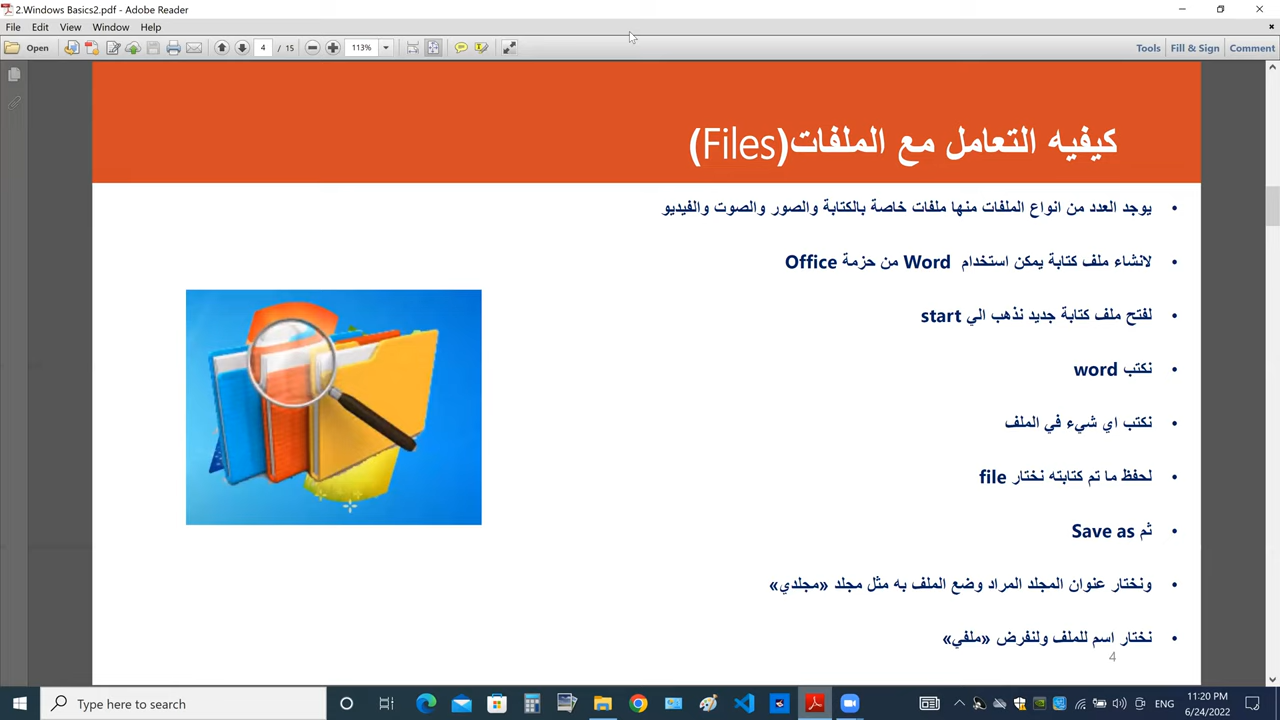 2.Windows Basics2.pdf - Adobe Reader
File Edit View Window Help
Open 4 / 15 113% Tools Fill & Sign Comment
كيفيه التعامل مع الملفات(Files)
• يوجد العدد من انواع الملفات منها ملفات خاصة بالكتابة والصور والصوت والفيديو
• لانشاء ملف كتابة يمكن استخدام Word من حزمة Office
• لفتح ملف كتابة جديد نذهب الي start
• نكتب word
• نكتب اي شيء في الملف
• لحفظ ما تم كتابته نختار file
• ثم Save as
• ونختار عنوان المجلد المراد وضع الملف به مثل مجلد «مجلدي»
• نختار اسم للملف ولنفرض «ملفي»
4
Type here to search
11:20 PM
6/24/2022